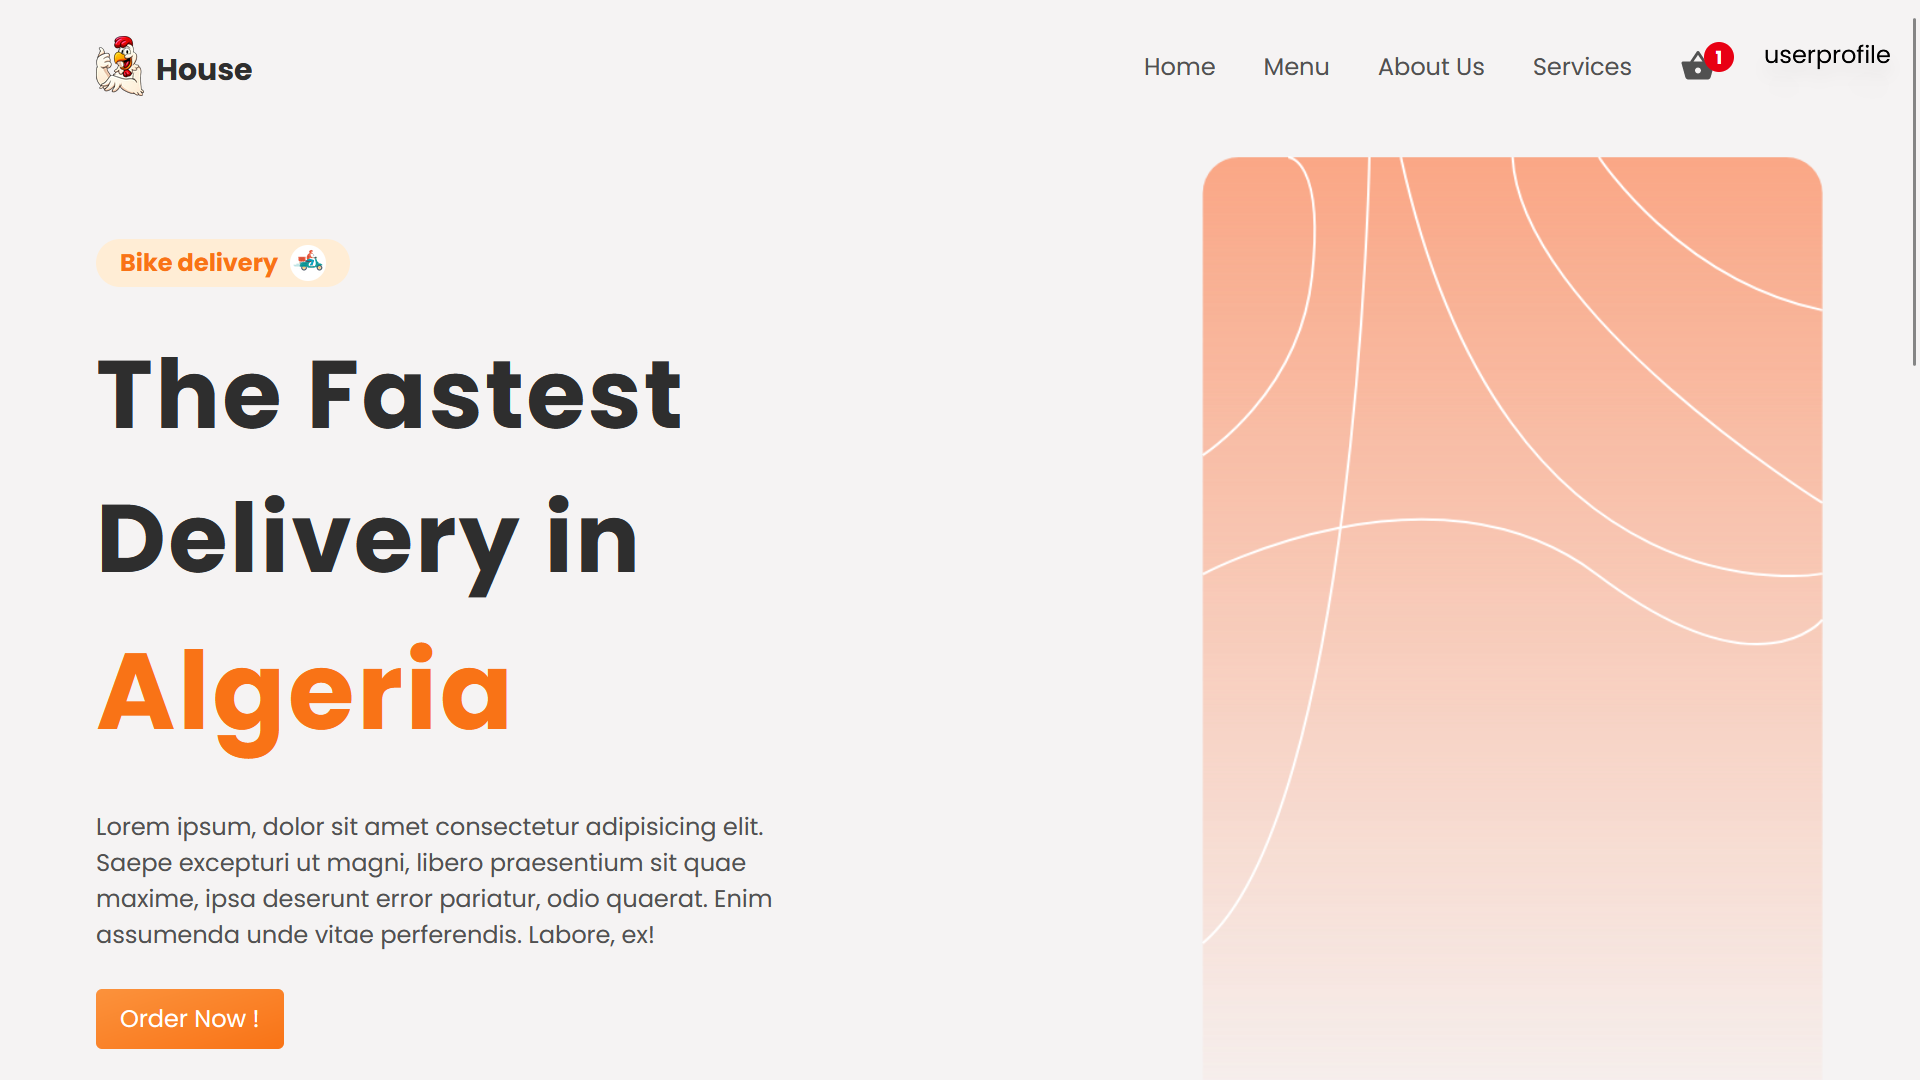 House
Home
Menu
About Us
Services
1
userprofile
Bike delivery
The Fastest
Delivery in
Algeria
Lorem ipsum, dolor sit amet consectetur adipisicing elit.
Saepe excepturi ut magni, libero praesentium sit quae
maxime, ipsa deserunt error pariatur, odio quaerat. Enim
assumenda unde vitae perferendis. Labore, ex!
Order Now !